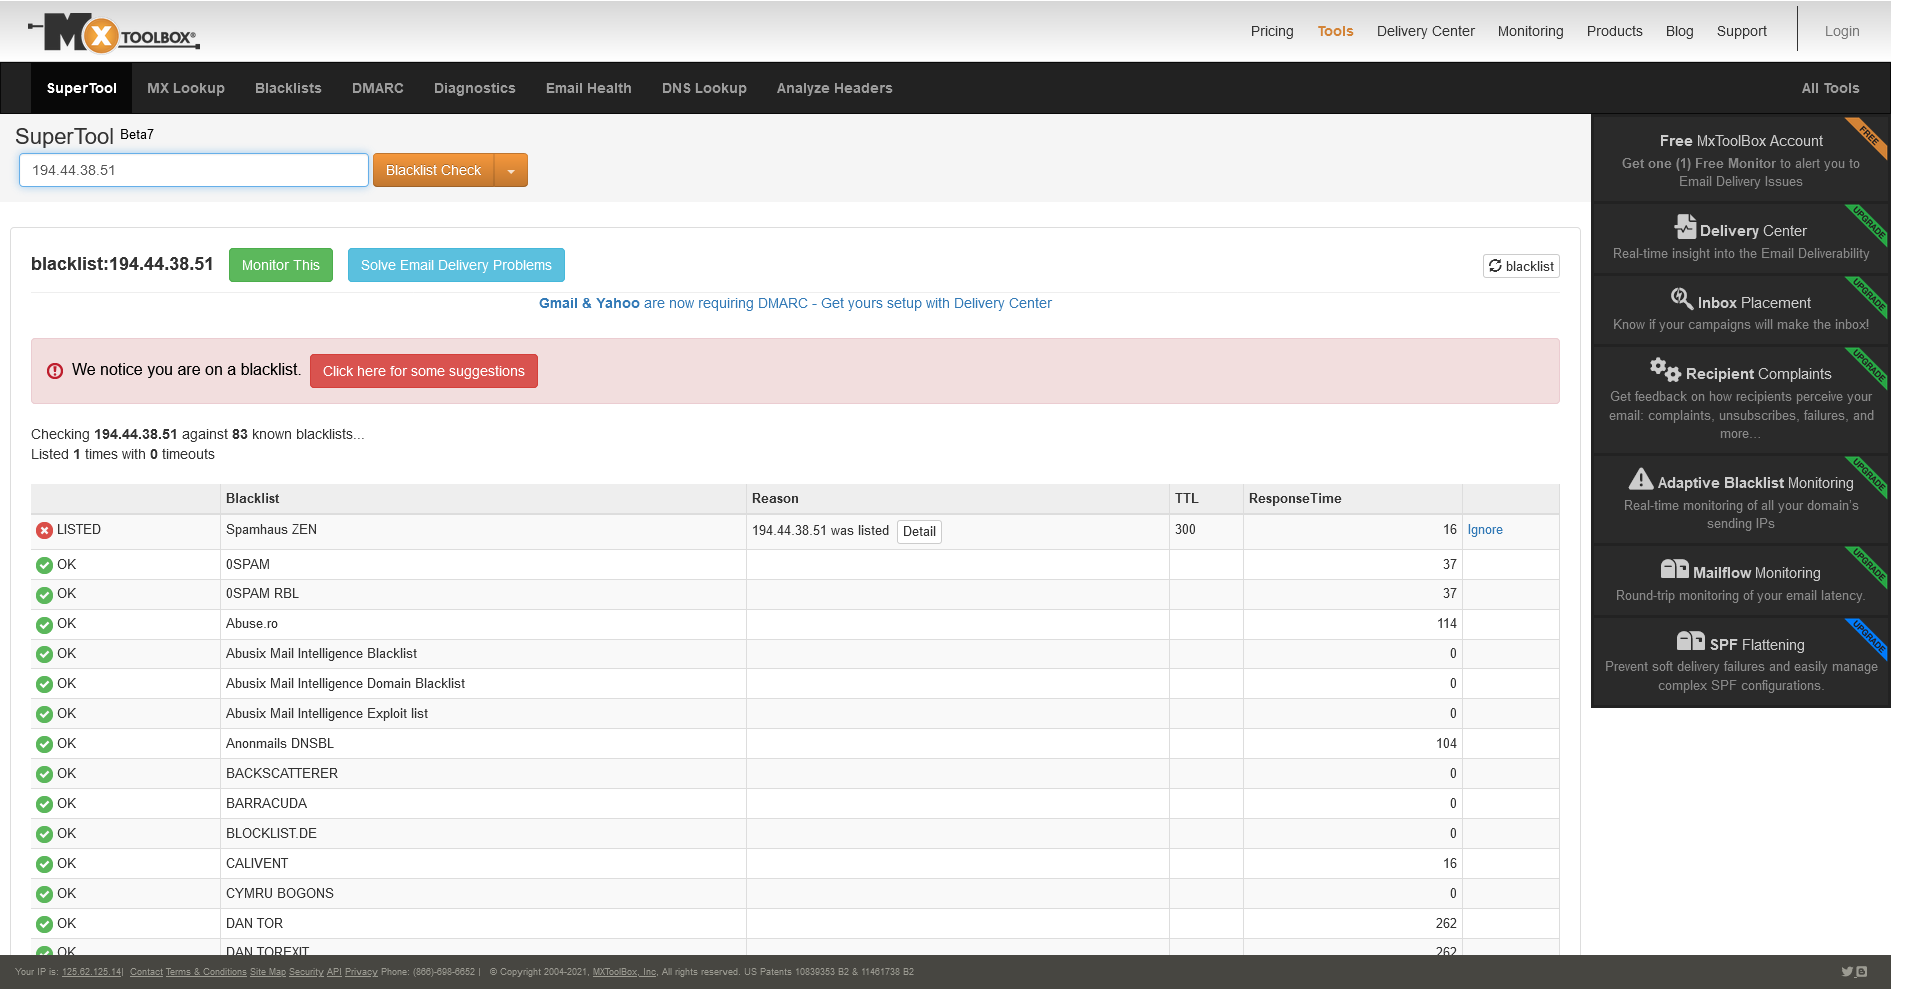 MX TOOLBOX®
Pricing Tools Delivery Center Monitoring Products Blog Support Login
SuperTool MX Lookup Blacklists DMARC Diagnostics Email Health DNS Lookup Analyze Headers All Tools
SuperTool Beta7
194.44.38.51 Blacklist Check
blacklist:194.44.38.51 Monitor This Solve Email Delivery Problems blacklist
Gmail & Yahoo are now requiring DMARC - Get yours setup with Delivery Center
We notice you are on a blacklist. Click here for some suggestions
Checking 194.44.38.51 against 83 known blacklists...
Listed 1 times with 0 timeouts
Blacklist Reason TTL ResponseTime
LISTED Spamhaus ZEN 194.44.38.51 was listed Detail 300 16 Ignore
OK 0SPAM 37
OK 0SPAM RBL 37
OK Abuse.ro 114
OK Abusix Mail Intelligence Blacklist 0
OK Abusix Mail Intelligence Domain Blacklist 0
OK Abusix Mail Intelligence Exploit list 0
OK Anonmails DNSBL 104
OK BACKSCATTERER 0
OK BARRACUDA 0
OK BLOCKLIST.DE 0
OK CALIVENT 16
OK CYMRU BOGONS 0
OK DAN TOR 262
OK DAN TOREXIT 262
FREE
Free MxToolBox Account
Get one (1) Free Monitor to alert you to
Email Delivery Issues
UPGRADE
Delivery Center
Real-time insight into the Email Deliverability
UPGRADE
Inbox Placement
Know if your campaigns will make the inbox!
UPGRADE
Recipient Complaints
Get feedback on how recipients perceive your
email: complaints, unsubscribes, failures, and
more...
UPGRADE
Adaptive Blacklist Monitoring
Real-time monitoring of all your domain's
sending IPs
UPGRADE
Mailflow Monitoring
Round-trip monitoring of your email latency.
UPGRADE
SPF Flattening
Prevent soft delivery failures and easily manage
complex SPF configurations.
Your IP is: 125.62.125.14| Contact Terms & Conditions Site Map Security API Privacy Phone: (866)-698-6652 | © Copyright 2004-2021, MXToolBox, Inc, All rights reserved. US Patents 10839353 B2 & 11461738 B2